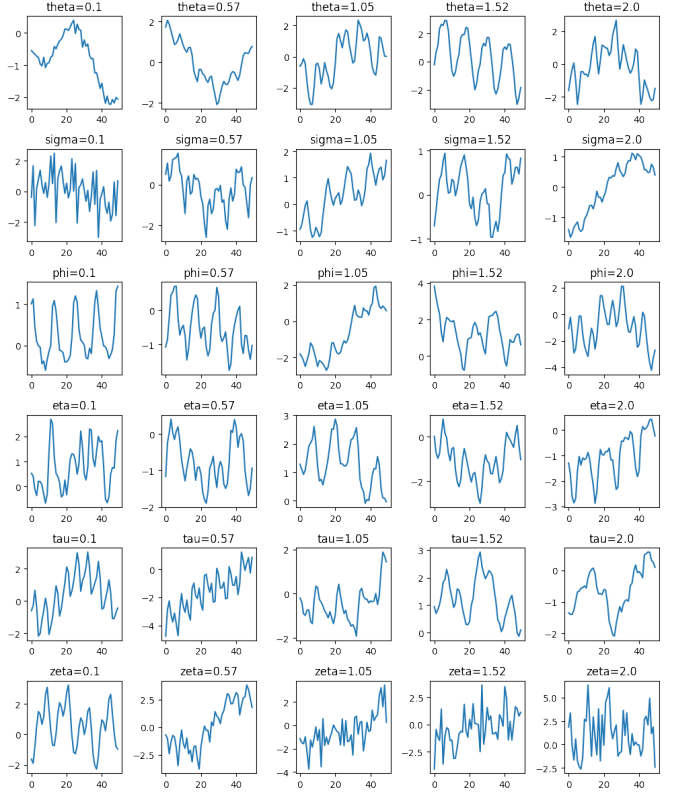 theta=0.1 theta=0.57 theta=1.05 theta=1.52 theta=2.0
0 −1 −2 0 20 40
2 0 −2 0 20 40
2 0 −2 0 20 40
2 0 −2 0 20 40
2 0 −2 0 20 40
sigma=0.1 sigma=0.57 sigma=1.05 sigma=1.52 sigma=2.0
2 0 −2 0 20 40
0 −2 0 20 40
2 1 0 −1 0 20 40
1 0 −1 0 20 40
1 0 −1 0 20 40
phi=0.1 phi=0.57 phi=1.05 phi=1.52 phi=2.0
1 0 0 20 40
0 −1 0 20 40
2 0 −2 0 20 40
4 2 0 0 20 40
2 0 −2 −4 0 20 40
eta=0.1 eta=0.57 eta=1.05 eta=1.52 eta=2.0
2 1 0 0 20 40
0 −1 −2 0 20 40
3 2 1 0 0 20 40
0 −2 0 20 40
0 −1 −2 −3 0 20 40
tau=0.1 tau=0.57 tau=1.05 tau=1.52 tau=2.0
2 0 −2 0 20 40
0 −2 −4 0 20 40
2 0 −2 0 20 40
3 2 1 0 0 20 40
0 −1 −2 0 20 40
zeta=0.1 zeta=0.57 zeta=1.05 zeta=1.52 zeta=2.0
2 0 −2 0 20 40
2.5 0.0 −2.5 0 20 40
2 0 −2 −4 0 20 40
2.5 0.0 −2.5 0 20 40
5.0 2.5 0.0 −2.5 0 20 40